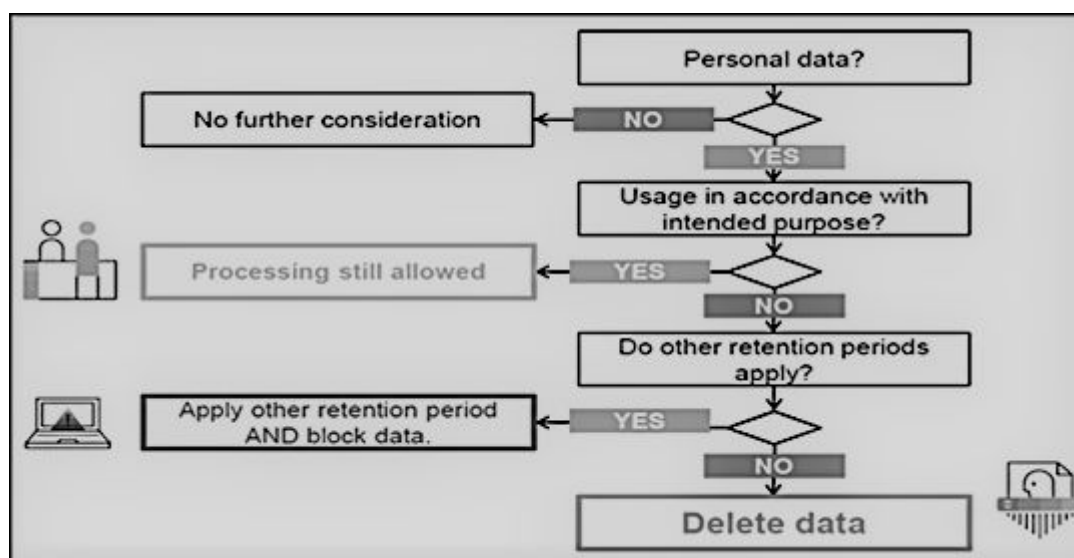 Personal data?
No further consideration
NO
YES
Usage in accordance with
intended purpose?
Processing still allowed
YES
NO
Do other retention periods
apply?
Apply other retention period
AND block data.
YES
NO
Delete data